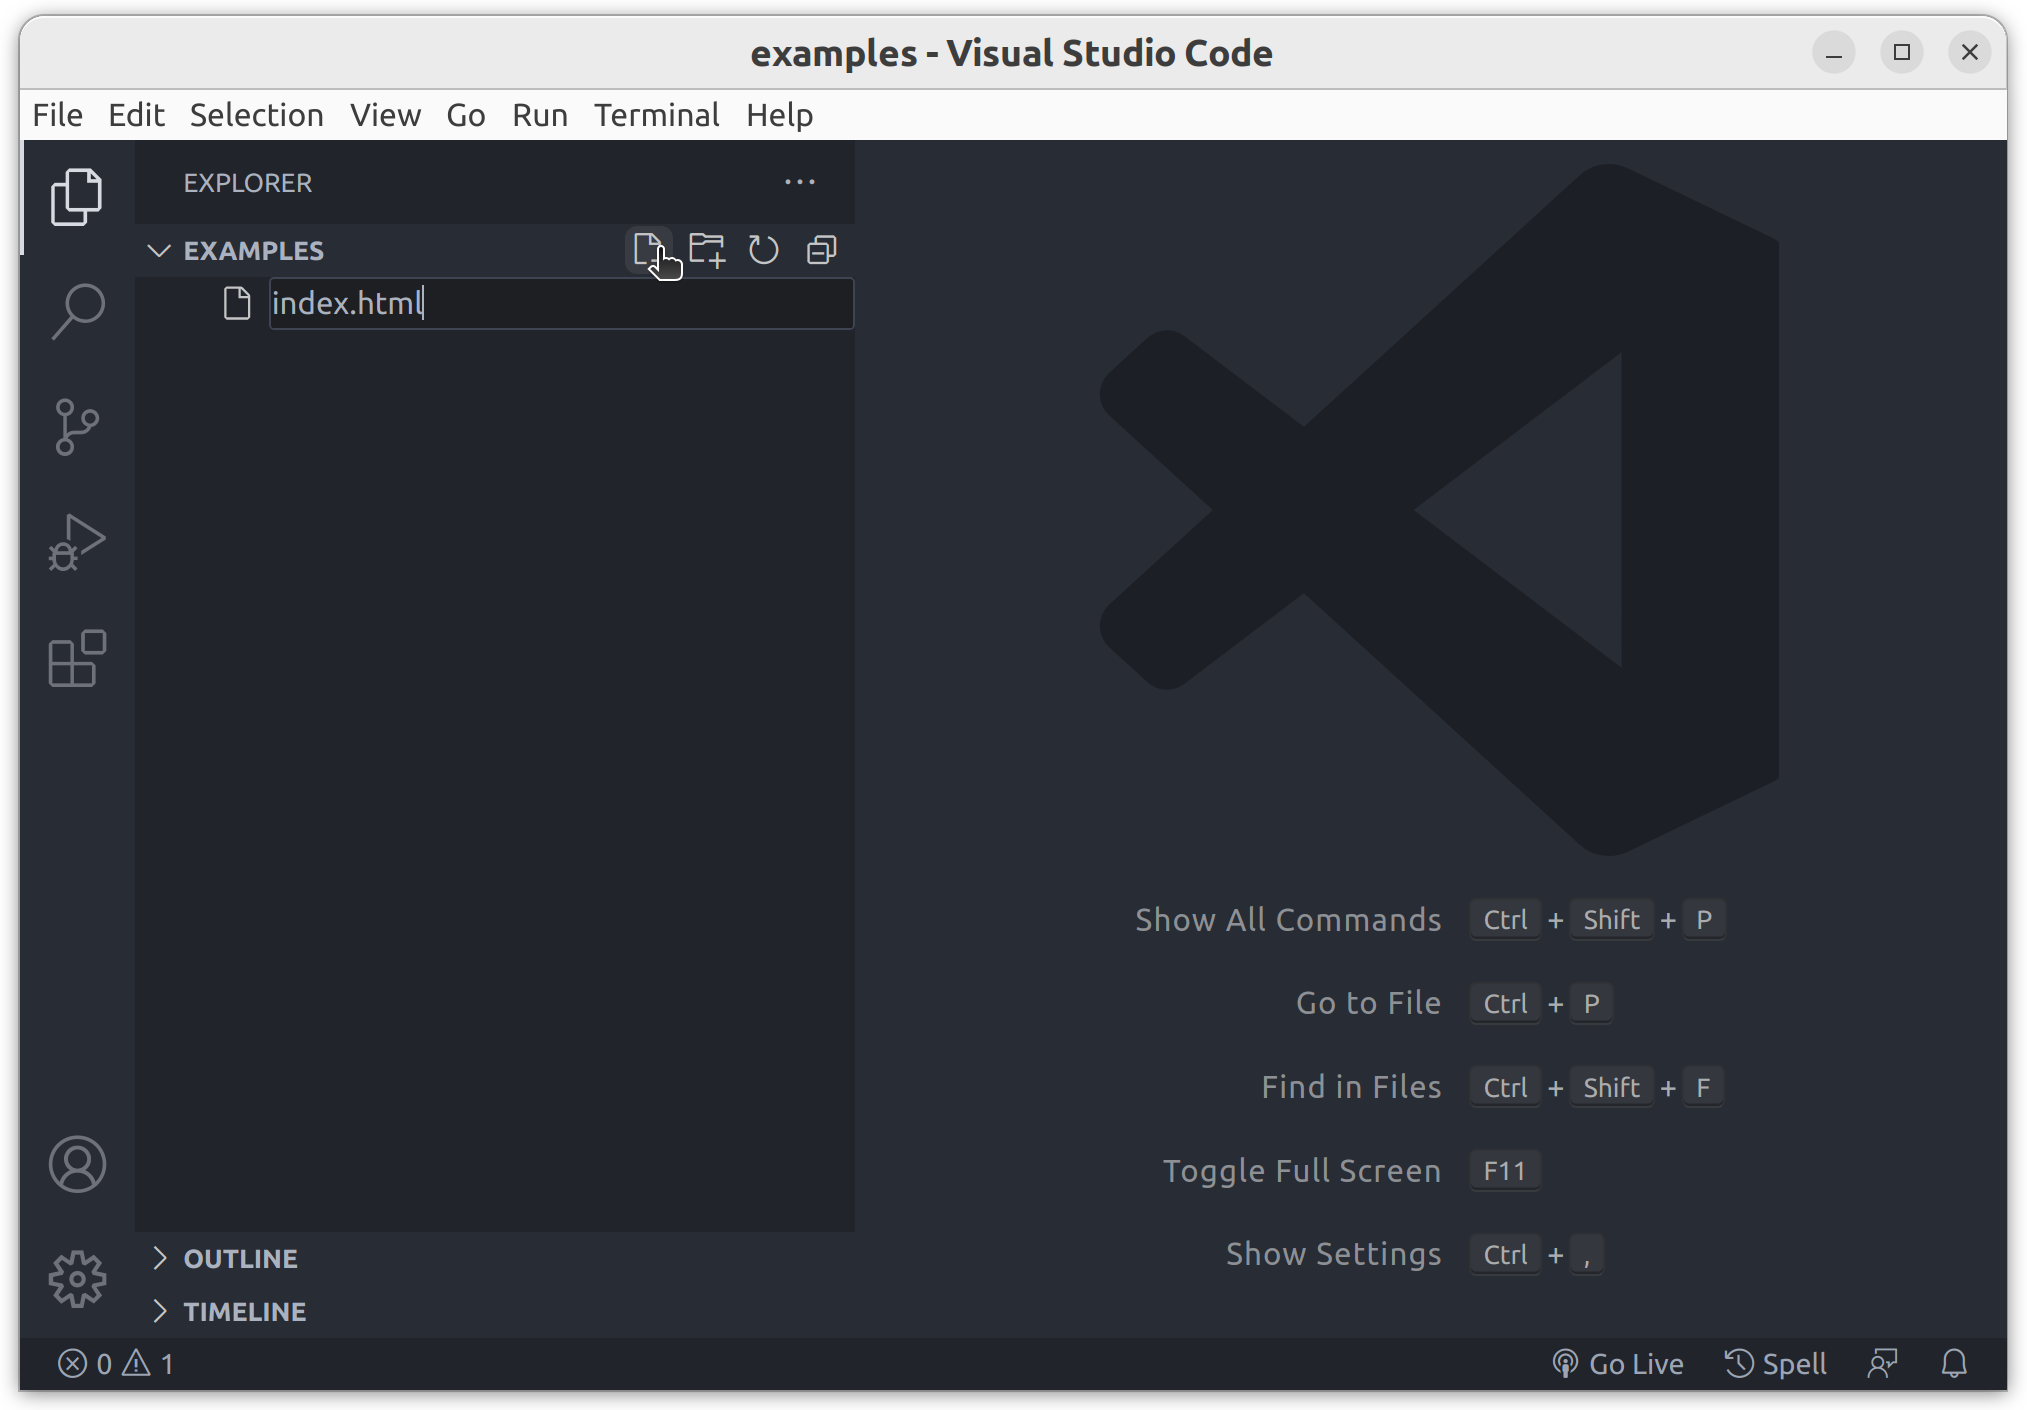 examples - Visual Studio Code
File Edit Selection View Go Run Terminal Help
EXPLORER
EXAMPLES
index.html
Show All Commands Ctrl + Shift + P
Go to File Ctrl + P
Find in Files Ctrl + Shift + F
Toggle Full Screen F11
Show Settings Ctrl + ,
OUTLINE
TIMELINE
0 1 Go Live Spell